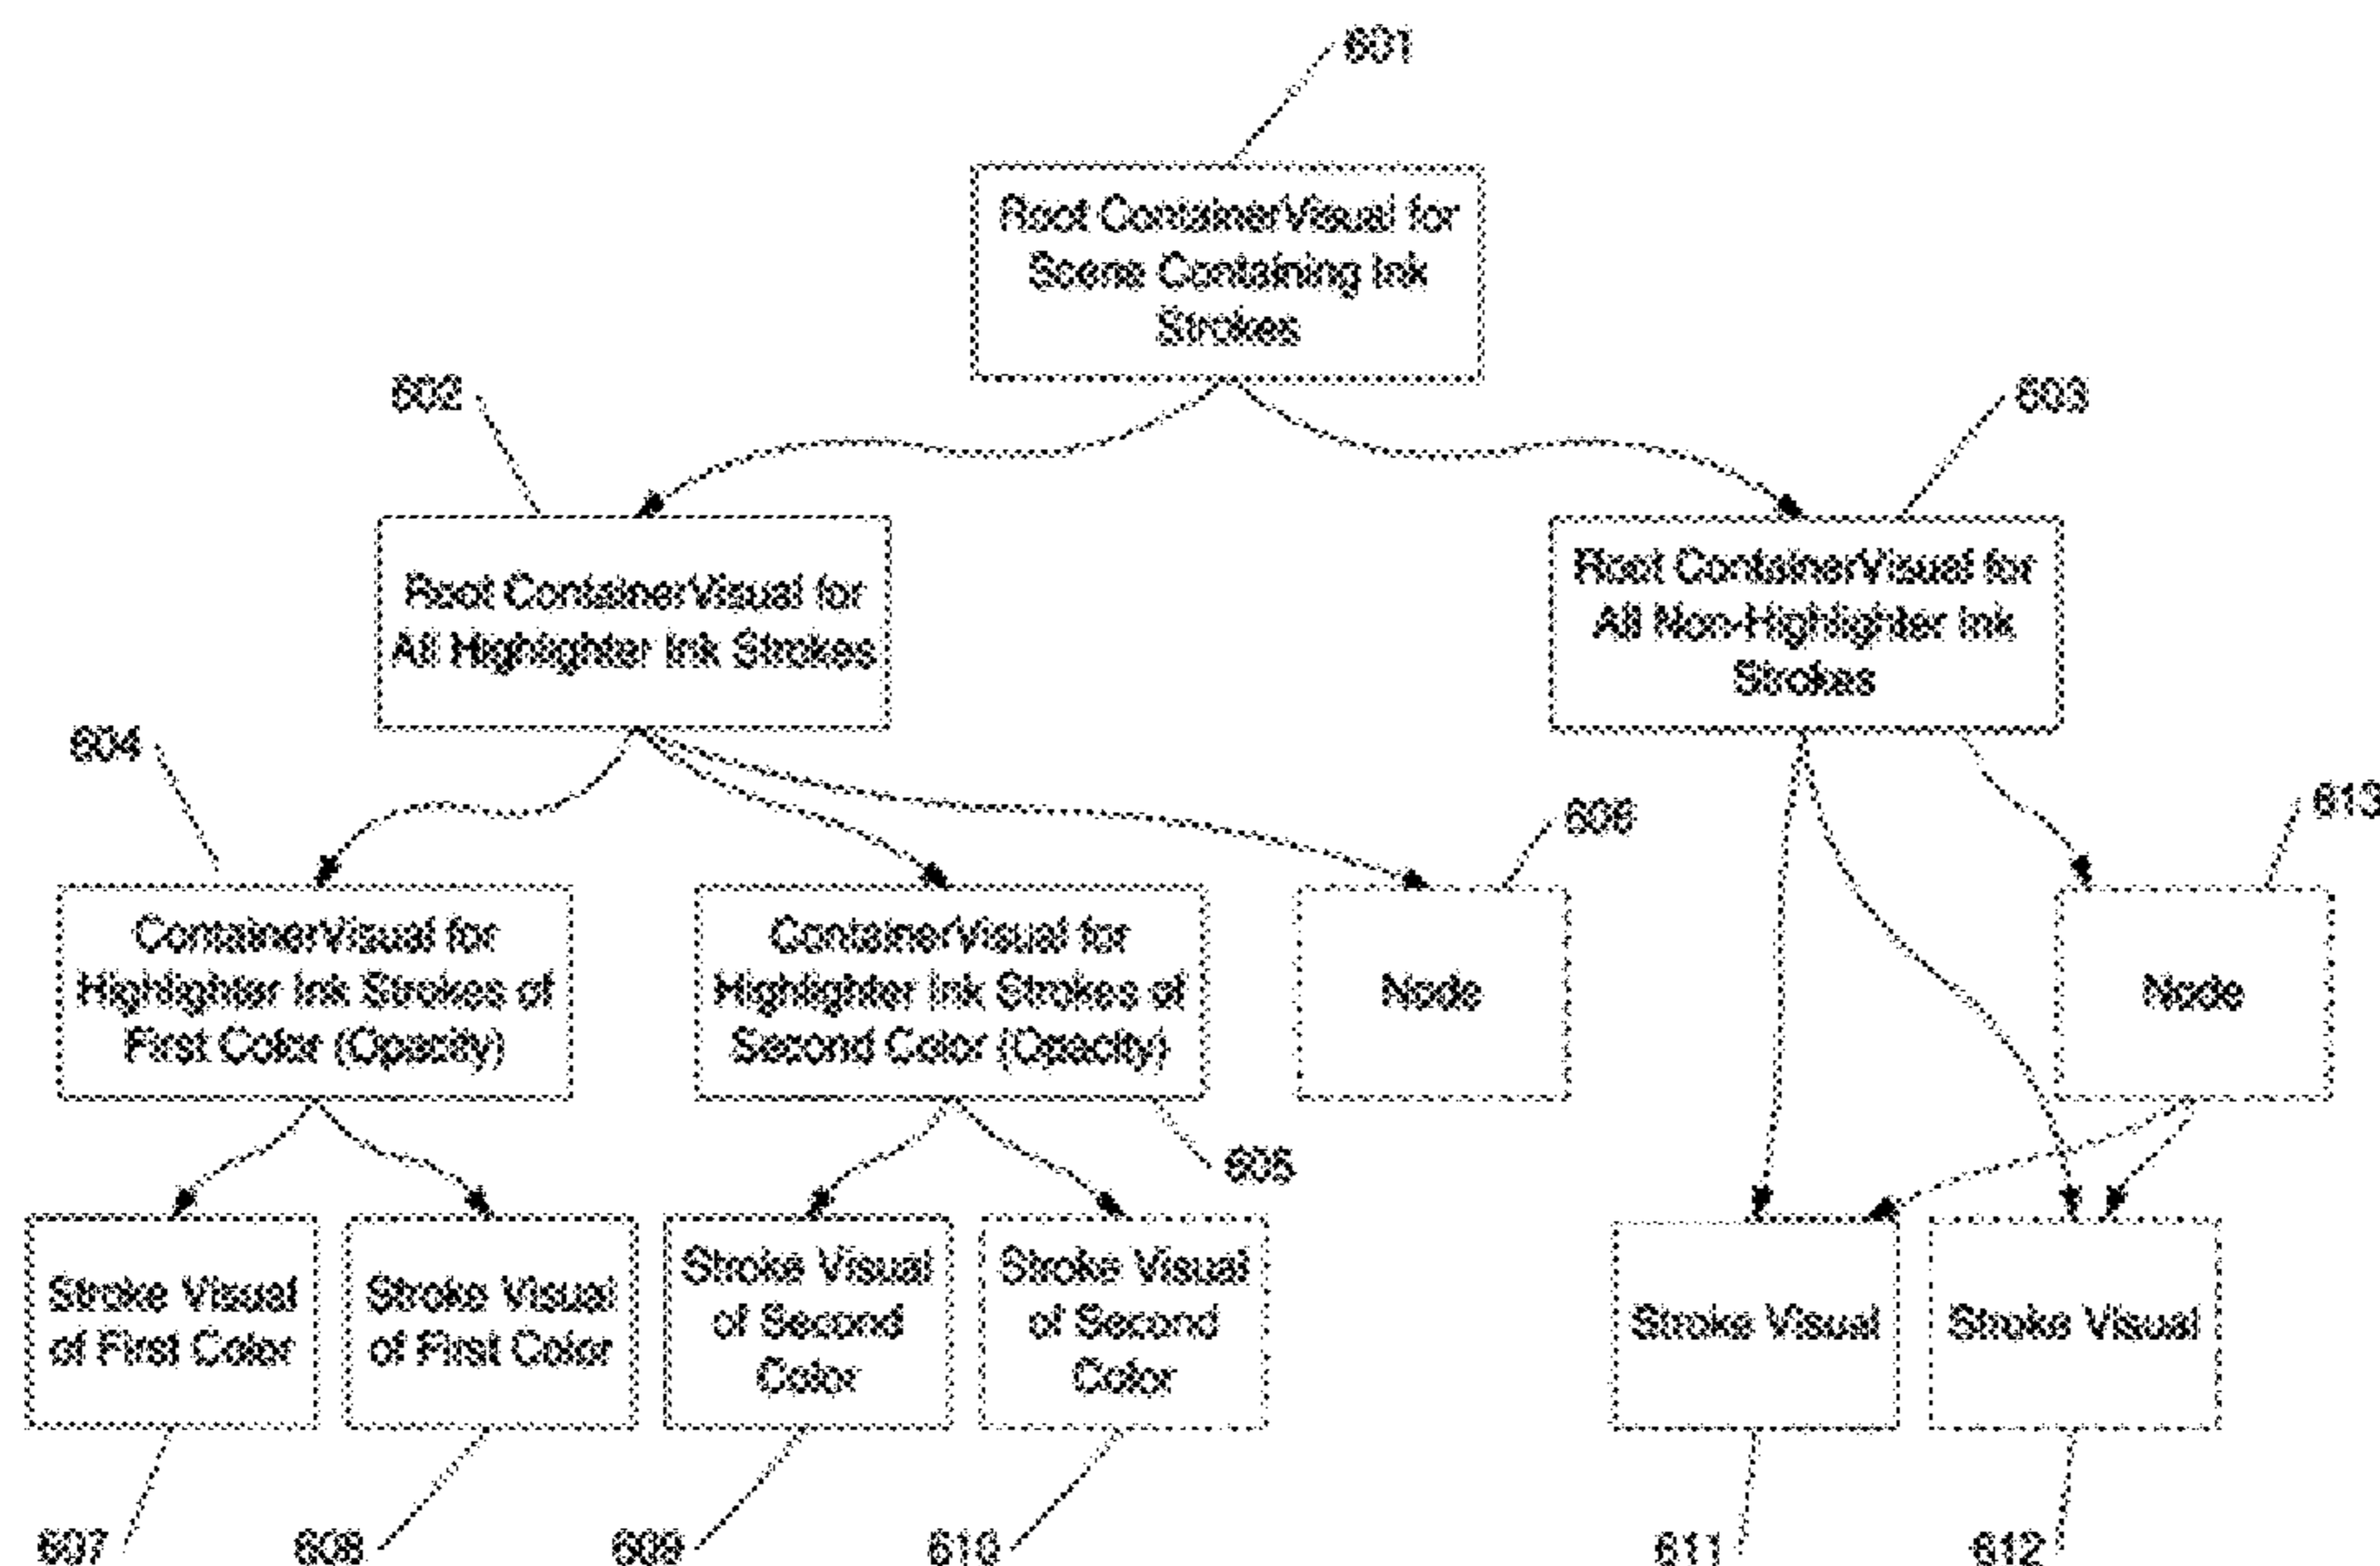 601
Root ContainerVisual for
Scene Containing Ink
Strokes
602
603
Root ContainerVisual for
All Highlighter Ink Strokes
Root ContainerVisual for
All Non-Highlighter Ink
Strokes
604
606
613
ContainerVisual for
Highlighter Ink Strokes of
First Color (Opacity)
ContainerVisual for
Highlighter Ink Strokes of
Second Color (Opacity)
Node
Node
605
Stroke Visual
of First Color
Stroke Visual
of First Color
Stroke Visual
of Second
Color
Stroke Visual
of Second
Color
Stroke Visual
Stroke Visual
607
608
609
610
611
612